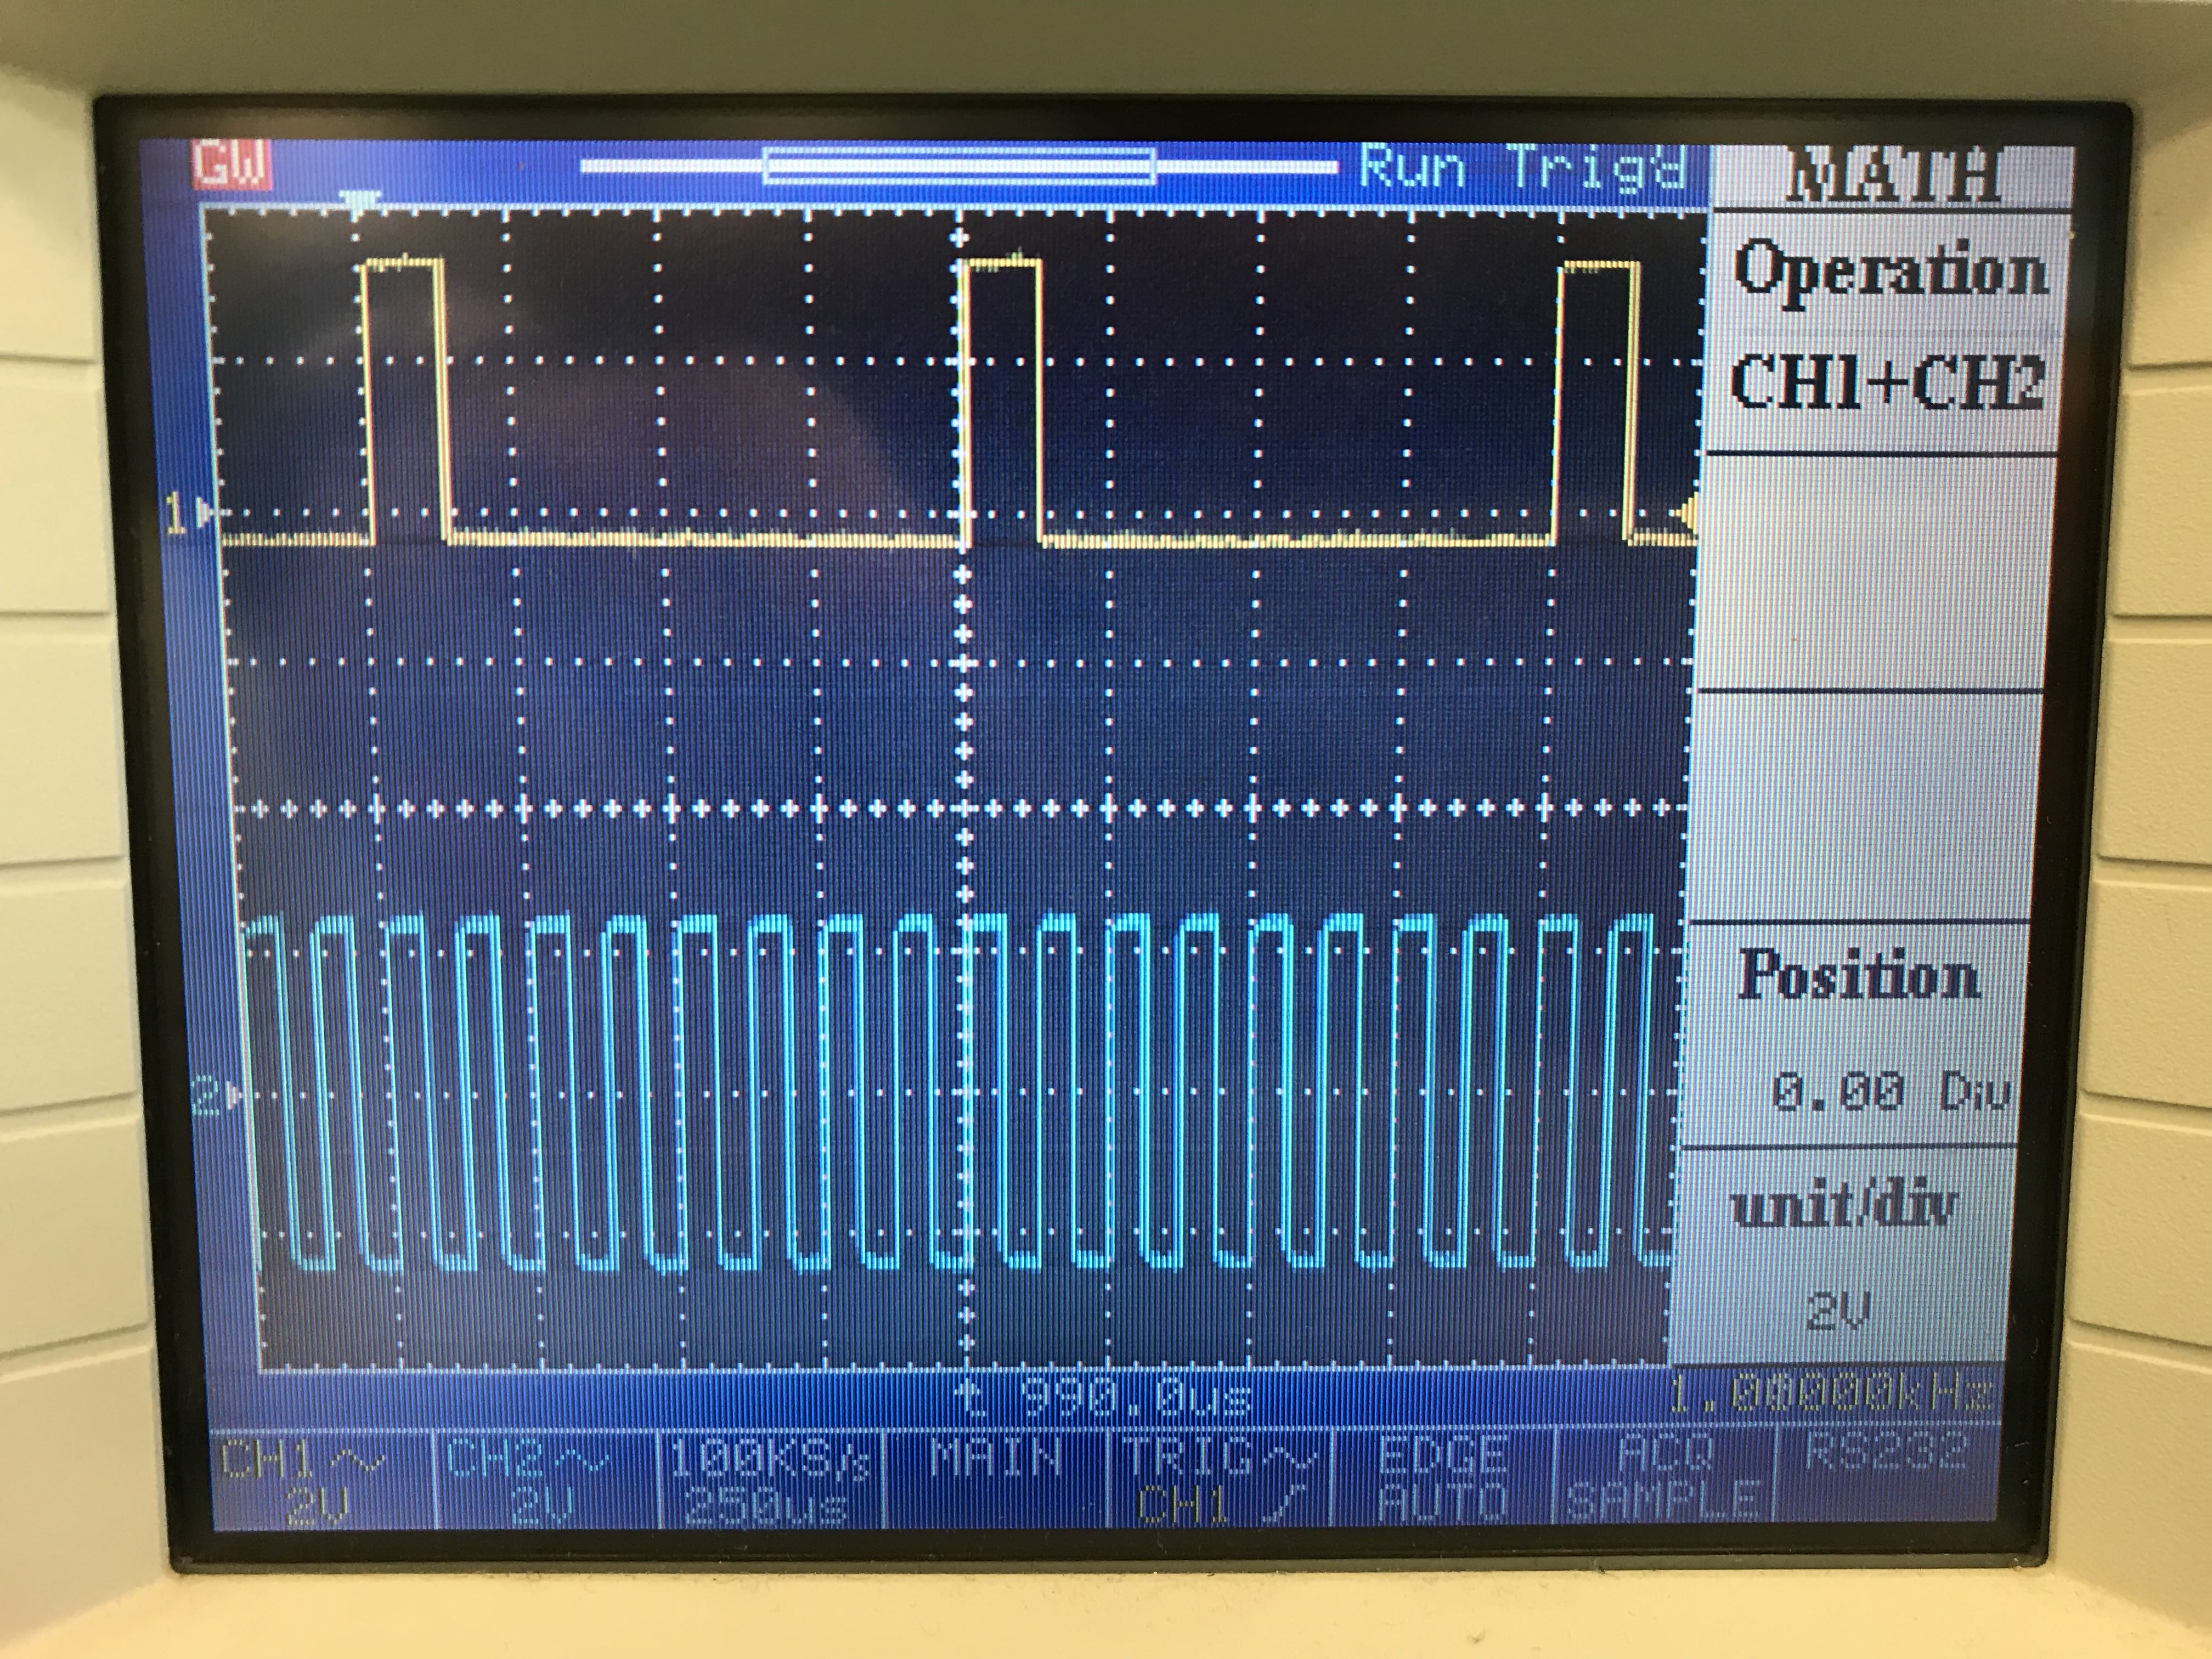 GW Run Trig'd MATH
Operation
CH1+CH2
1
Position
2 0.00 Div
unit/div
2V
990.0us 1.00000kHz
CH1 CH2 100KS/s MAIN TRIG EDGE ACQ RS232
2V 2V 250us CH1 AUTO SAMPLE